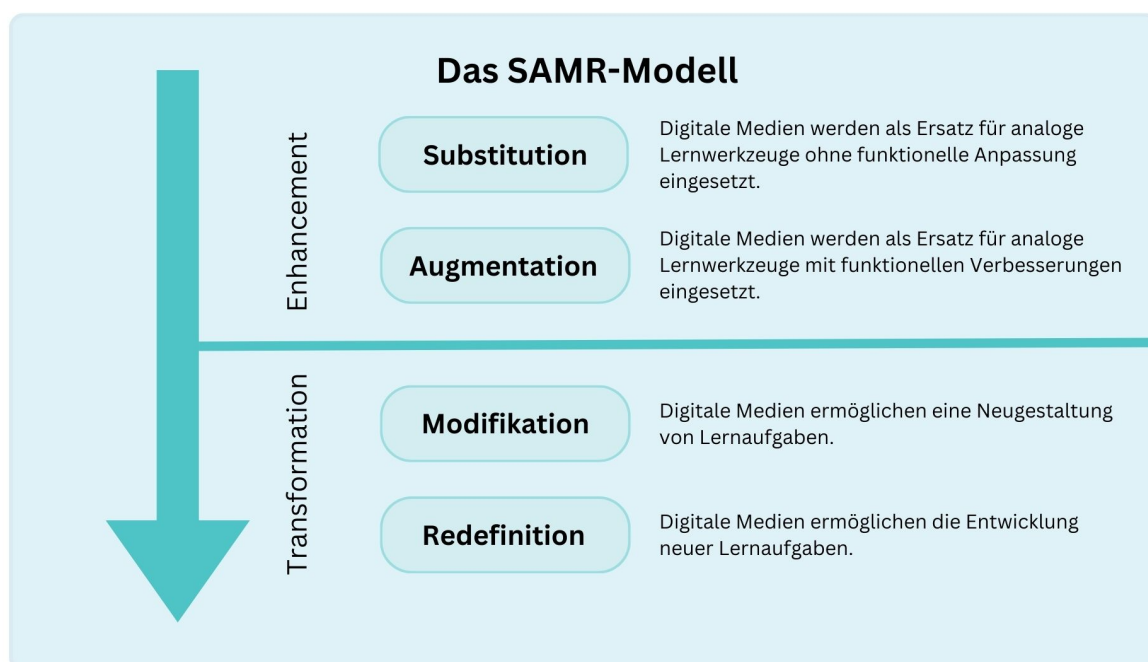 Das SAMR-Modell
Enhancement
Substitution
Digitale Medien werden als Ersatz für analoge
Lernwerkzeuge ohne funktionelle Anpassung
eingesetzt.
Augmentation
Digitale Medien werden als Ersatz für analoge
Lernwerkzeuge mit funktionellen Verbesserungen
eingesetzt.
Transformation
Modifikation
Digitale Medien ermöglichen eine Neugestaltung
von Lernaufgaben.
Redefinition
Digitale Medien ermöglichen die Entwicklung
neuer Lernaufgaben.